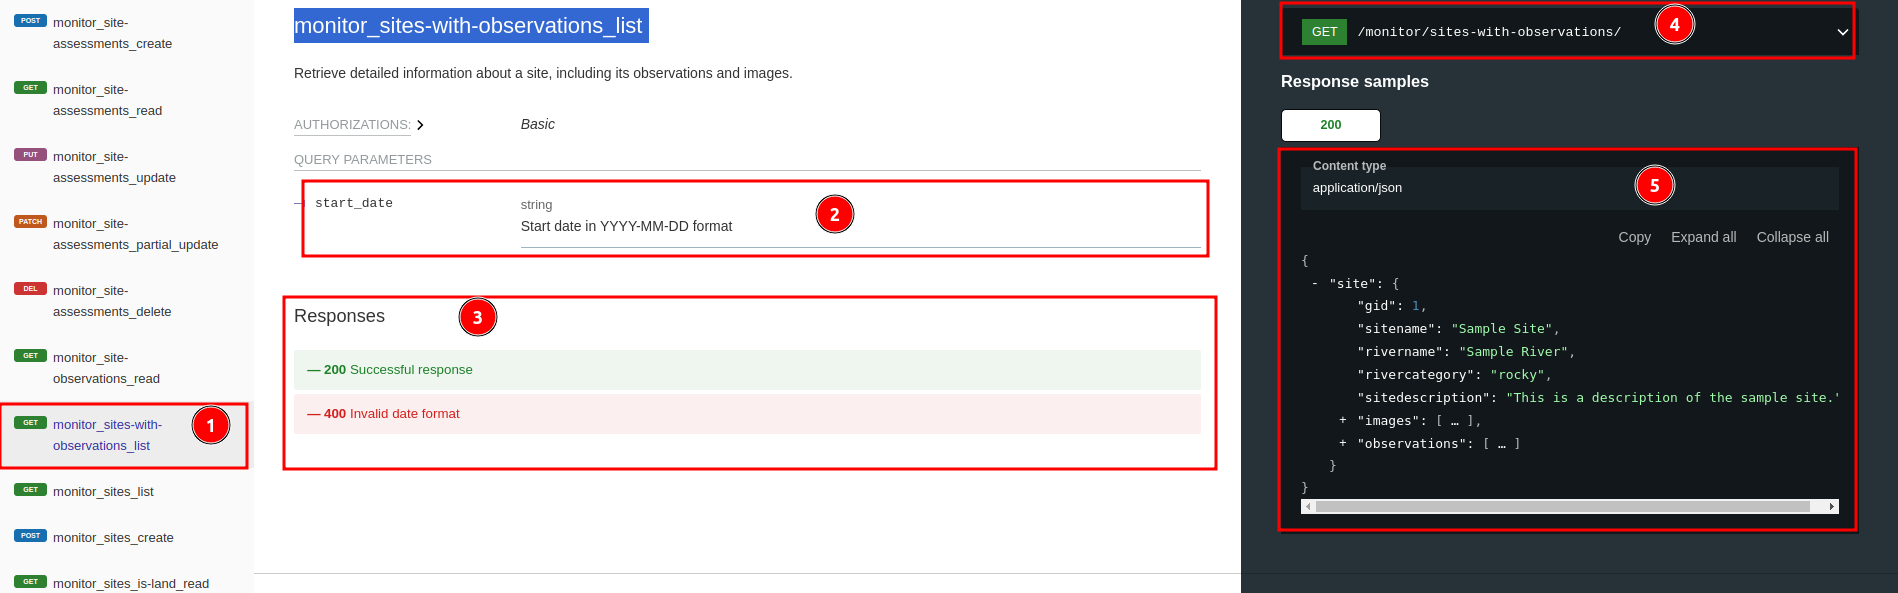 POST monitor_site-
assessments_create
GET monitor_site-
assessments_read
PUT monitor_site-
assessments_update
PATCH monitor_site-
assessments_partial_update
DEL monitor_site-
assessments_delete
GET monitor_site-
observations_read
GET monitor_sites-with-
observations_list
1
GET monitor_sites_list
POST monitor_sites_create
GET monitor_sites_is-land_read
monitor_sites-with-observations_list
Retrieve detailed information about a site, including its observations and images.
AUTHORIZATIONS: Basic
QUERY PARAMETERS
start_date
string
Start date in YYYY-MM-DD format
2
Responses
3
— 200 Successful response
— 400 Invalid date format
GET /monitor/sites-with-observations/
4
Response samples
200
Content type
application/json
5
Copy Expand all Collapse all
{
- "site": {
"gid": 1,
"sitename": "Sample Site",
"rivername": "Sample River",
"rivercategory": "rocky",
"sitedescription": "This is a description of the sample site."
+ "images": [ … ],
+ "observations": [ … ]
}
}